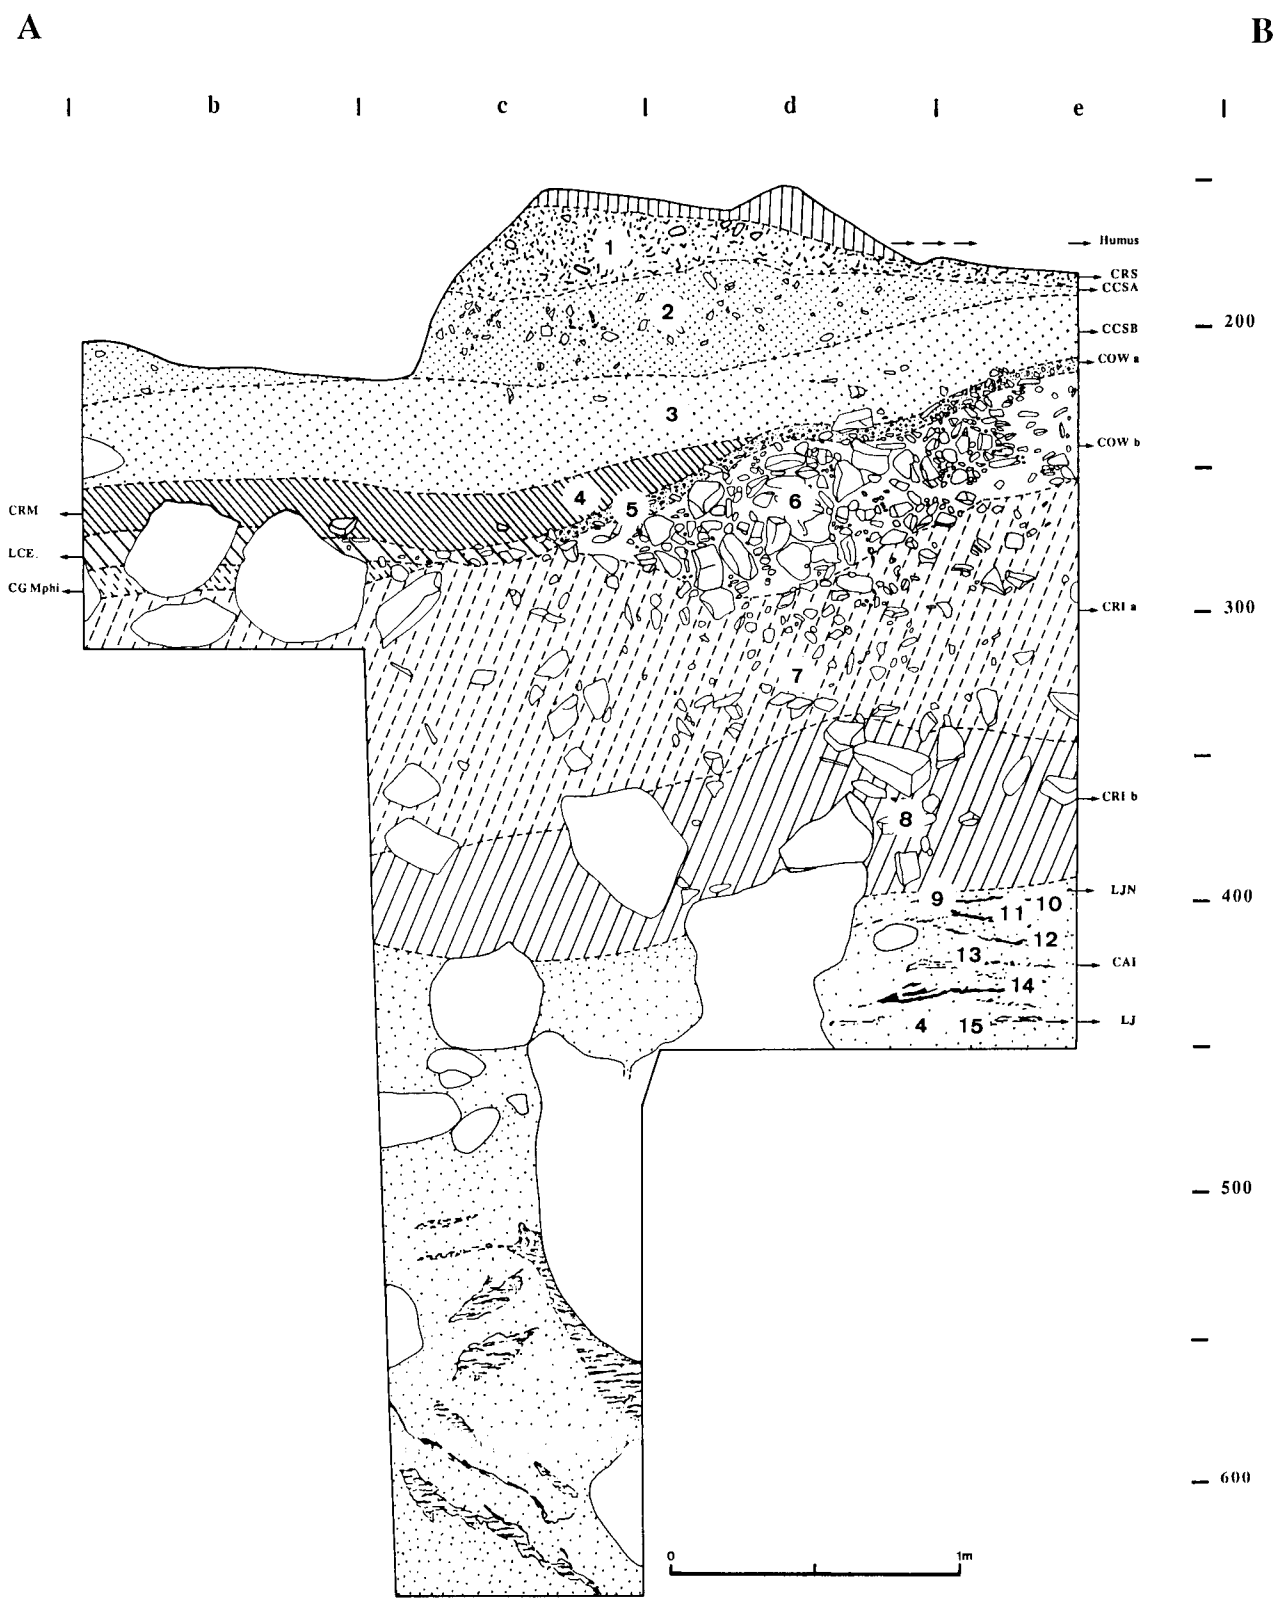 A B
b c d e
1
Humus
CRS
CCSA
2
200
CCSB
COW a
3
COW b
4 5 6
CRM
LCE.
CG Mphi
CRI a
300
7
CRI b
8
LJN
9 10
400
11
12
13
CAI
14
4 15
LJ
500
600
0 1m